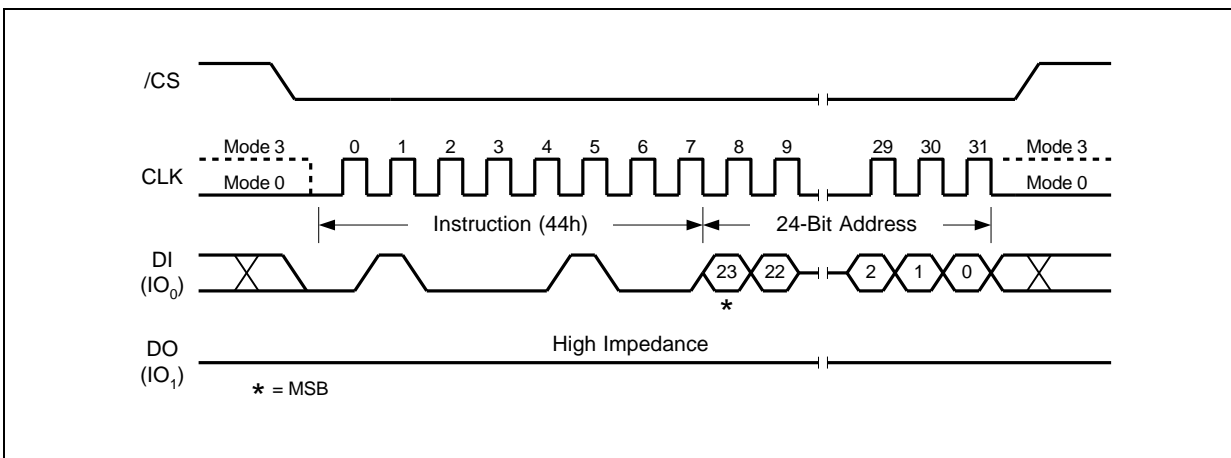 /CS
Mode 3 0 1 2 3 4 5 6 7 8 9 29 30 31 Mode 3
CLK
Mode 0 Mode 0
Instruction (44h) 24-Bit Address
DI
(IO0)
23 22 2 1 0
*
DO
(IO1)
High Impedance
* = MSB